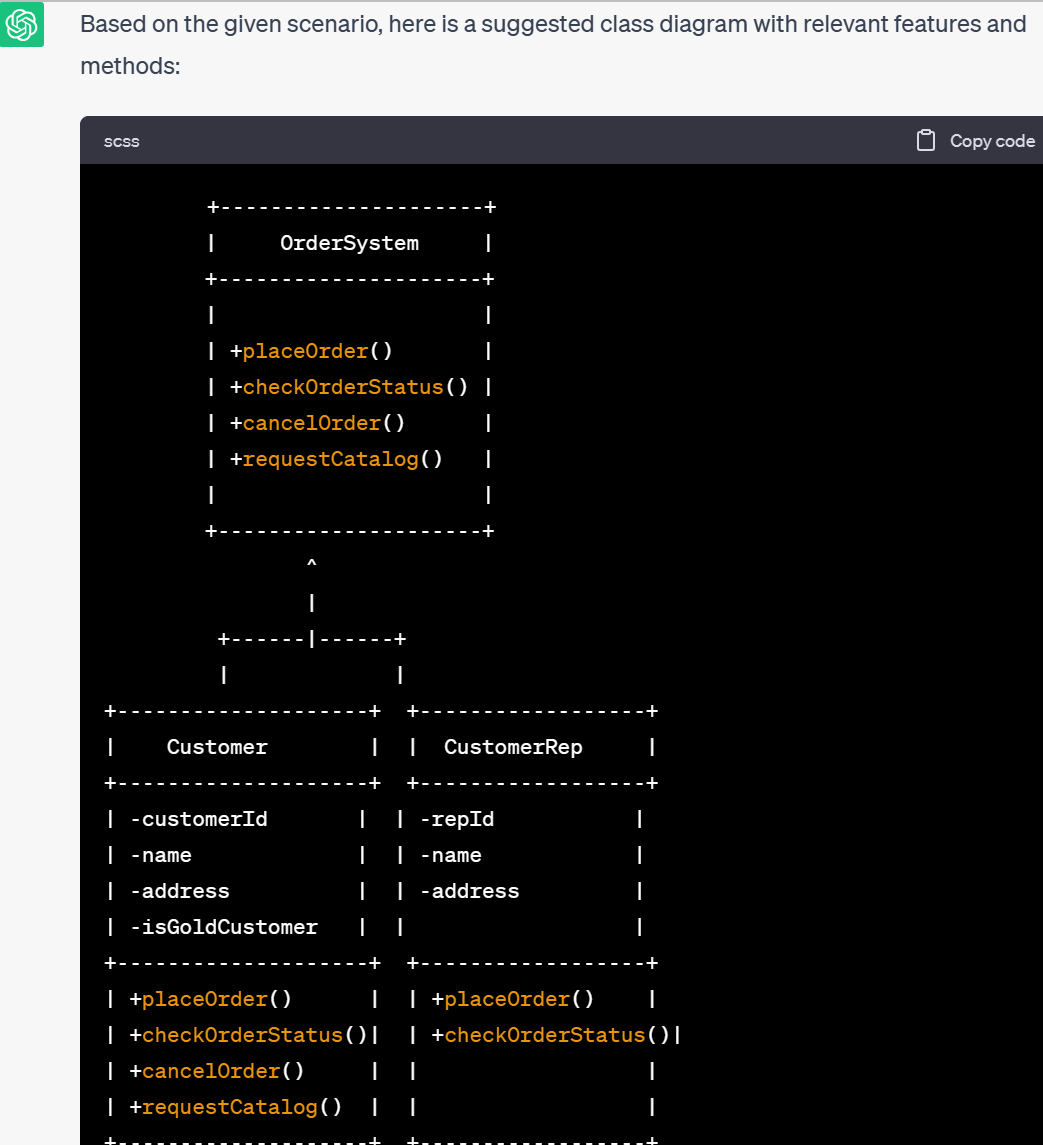 Based on the given scenario, here is a suggested class diagram with relevant features and
methods:
scss Copy code
        +---------------------+
        |     OrderSystem     |
        +---------------------+
        |                     |
        | +placeOrder()       |
        | +checkOrderStatus() |
        | +cancelOrder()      |
        | +requestCatalog()   |
        |                     |
        +---------------------+
                ^
                |
         +------|------+
         |             |
+--------------------+  +------------------+
|    Customer        |  |  CustomerRep     |
+--------------------+  +------------------+
| -customerId       |  | -repId           |
| -name             |  | -name            |
| -address          |  | -address         |
| -isGoldCustomer   |  |                  |
+--------------------+  +------------------+
| +placeOrder()      |  | +placeOrder()    |
| +checkOrderStatus()|  | +checkOrderStatus()|
| +cancelOrder()     |  |                  |
| +requestCatalog()  |  |                  |
+--------------------+  +------------------+